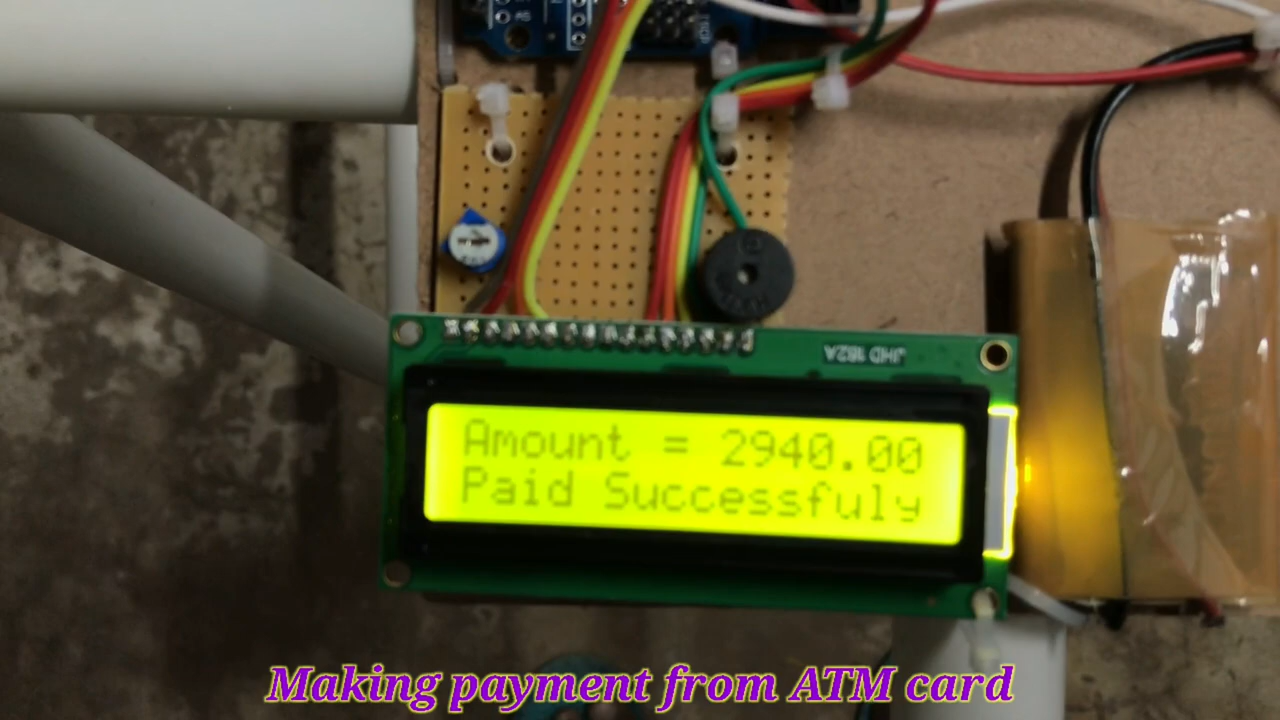 JHD 162A
Amount = 2940.00
Paid Successfuly
Making payment from ATM card